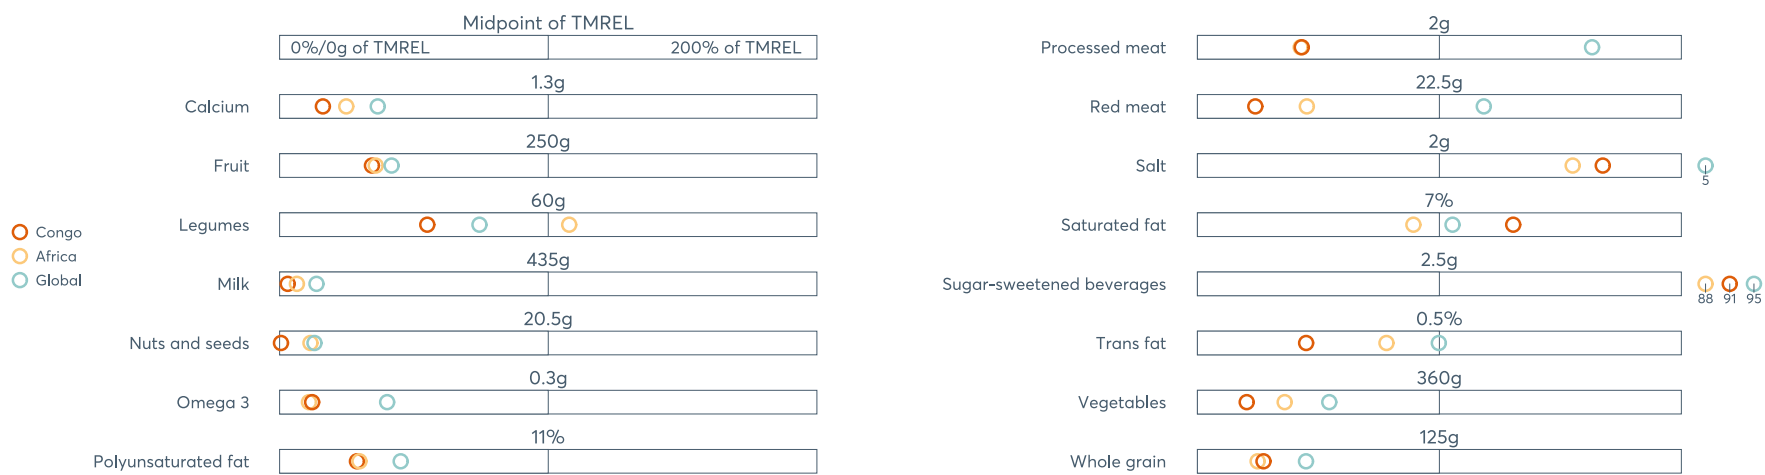 Midpoint of TMREL
0%/0g of TMREL
200% of TMREL
1.3g
Calcium
250g
Fruit
60g
Legumes
435g
Milk
20.5g
Nuts and seeds
0.3g
Omega 3
11%
Polyunsaturated fat
Congo
Africa
Global
2g
Processed meat
22.5g
Red meat
2g
Salt
5
7%
Saturated fat
2.5g
Sugar-sweetened beverages
88 91 95
0.5%
Trans fat
360g
Vegetables
125g
Whole grain